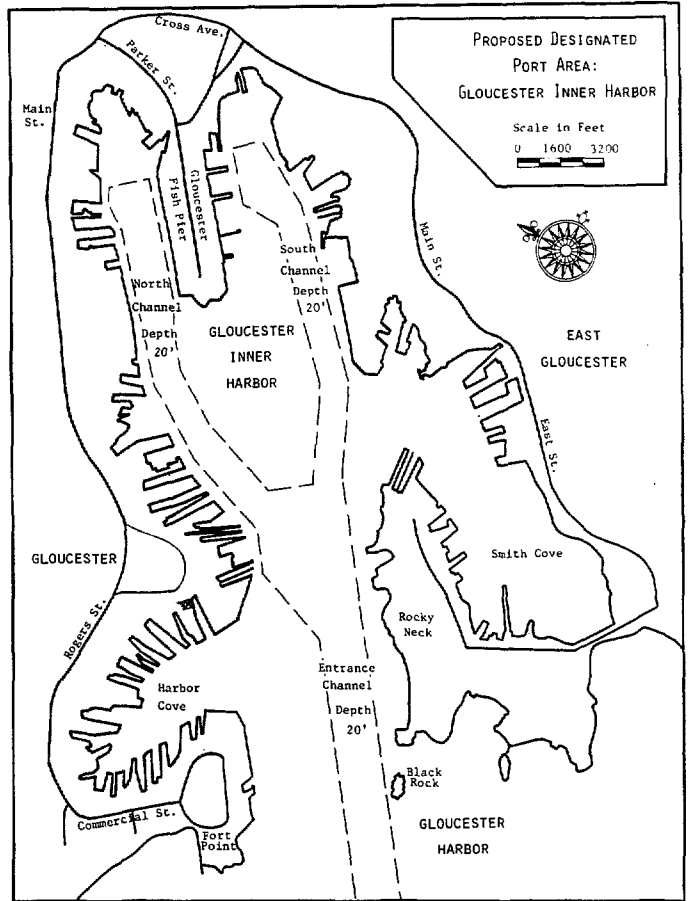 PROPOSED DESIGNATED
PORT AREA:
GLOUCESTER INNER HARBOR
Scale in Feet
0 1600 3200
Cross Ave.
Parker St.
Main
St.
Gloucester
Fish Pier
Main St.
North
Channel
Depth
20'
South
Channel
Depth
20'
GLOUCESTER
INNER
HARBOR
EAST
GLOUCESTER
East St.
GLOUCESTER
Smith Cove
Rogers St.
Rocky
Neck
Harbor
Cove
Entrance
Channel
Depth
20'
Black
Rock
Commercial St.
Fort
Point
GLOUCESTER
HARBOR